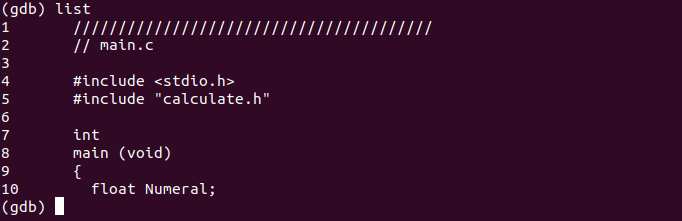 (gdb) list
1 ////////////////////////////////////////
2 // main.c
3
4 #include <stdio.h>
5 #include "calculate.h"
6
7 int
8 main (void)
9 {
10 float Numeral;
(gdb)